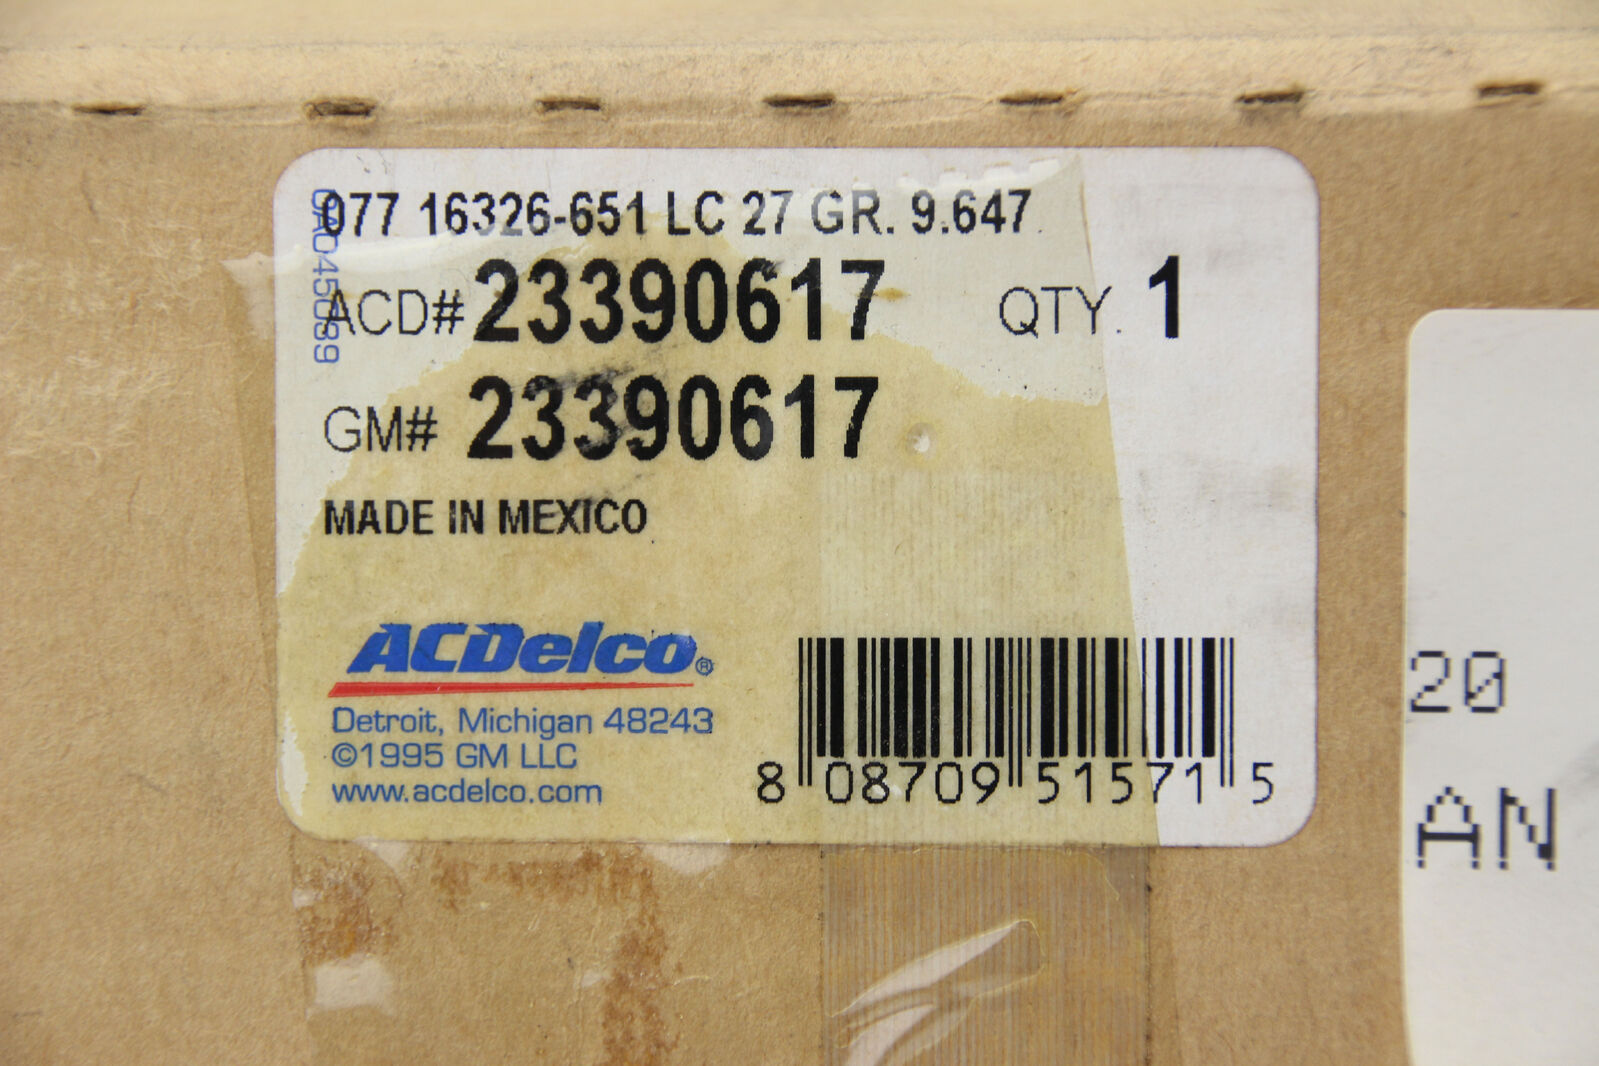 077 16326-651 LC 27 GR. 9.647
0AC45089
ACD# 23390617 QTY. 1
GM# 23390617
MADE IN MEXICO
ACDelco®
Detroit, Michigan 48243
©1995 GM LLC
www.acdelco.com
8 08709 51571 5
20
AN